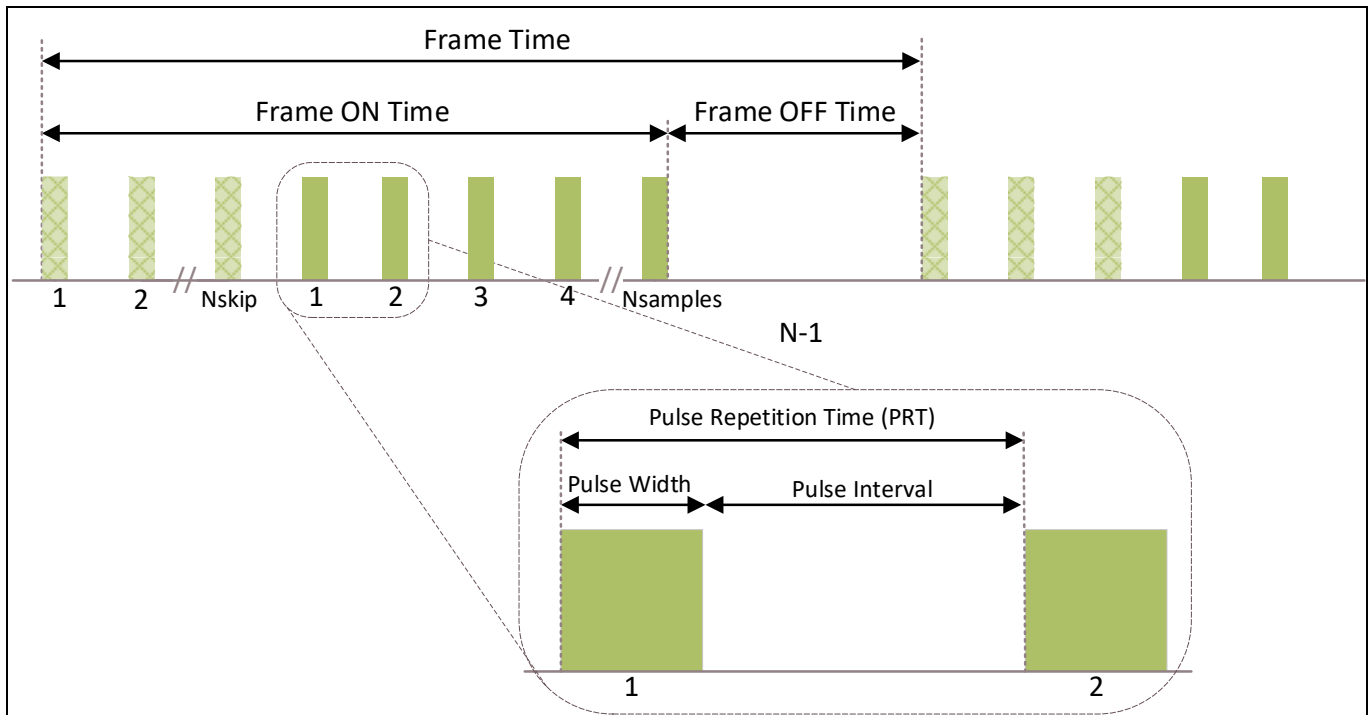 Frame Time
Frame ON Time
Frame OFF Time
1 2 Nskip 1 2 3 4 Nsamples
N-1
Pulse Repetition Time (PRT)
Pulse Width
Pulse Interval
1 2